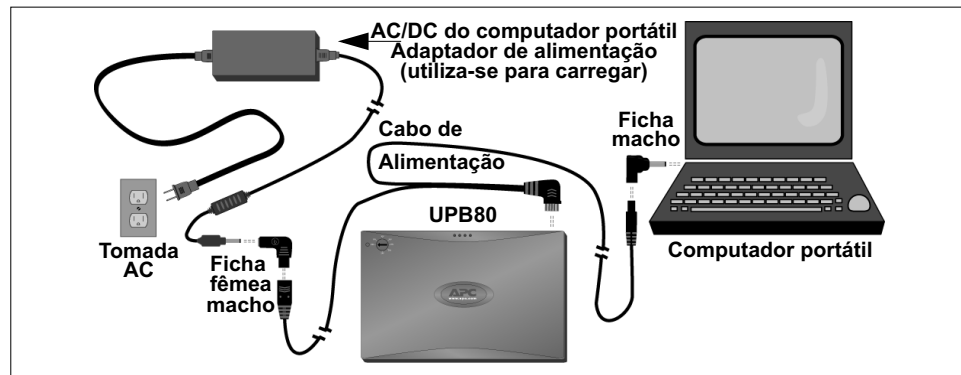 AC/DC do computador portátil
Adaptador de alimentação
(utiliza-se para carregar)
Cabo de
Alimentação
Ficha
macho
UPB80
Tomada
AC
Ficha
fêmea
macho
APC
Computador portátil